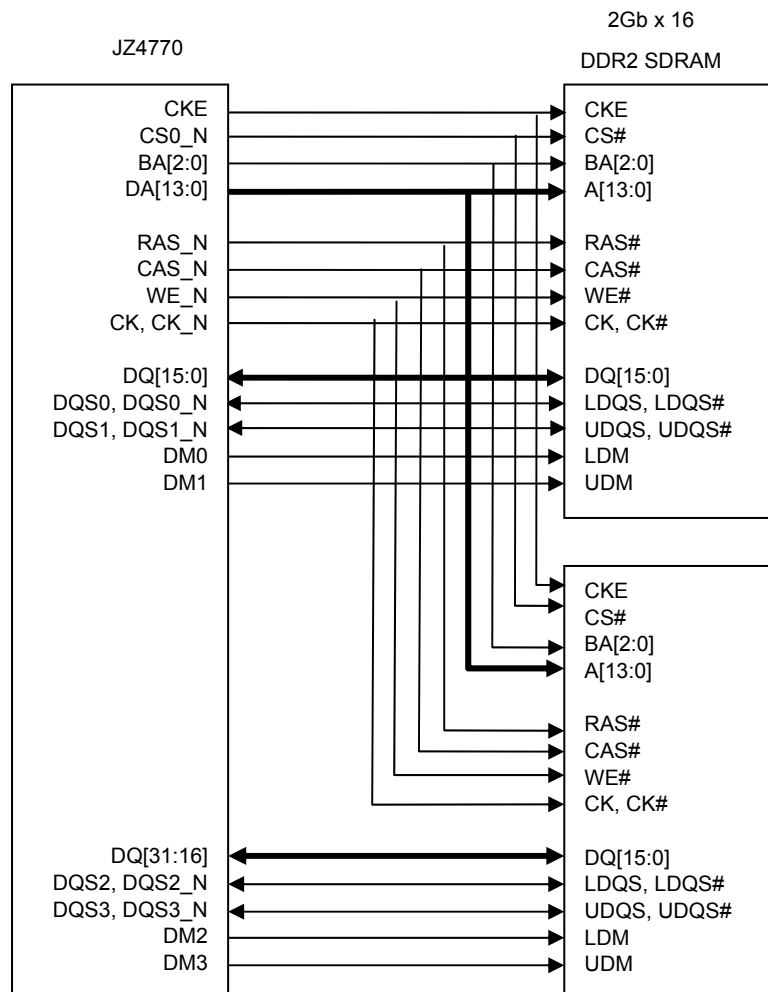 2Gb x 16
JZ4770
DDR2 SDRAM
CKE
CS0_N
BA[2:0]
DA[13:0]
RAS_N
CAS_N
WE_N
CK, CK_N
DQ[15:0]
DQS0, DQS0_N
DQS1, DQS1_N
DM0
DM1
DQ[31:16]
DQS2, DQS2_N
DQS3, DQS3_N
DM2
DM3
CKE
CS#
BA[2:0]
A[13:0]
RAS#
CAS#
WE#
CK, CK#
DQ[15:0]
LDQS, LDQS#
UDQS, UDQS#
LDM
UDM
CKE
CS#
BA[2:0]
A[13:0]
RAS#
CAS#
WE#
CK, CK#
DQ[15:0]
LDQS, LDQS#
UDQS, UDQS#
LDM
UDM